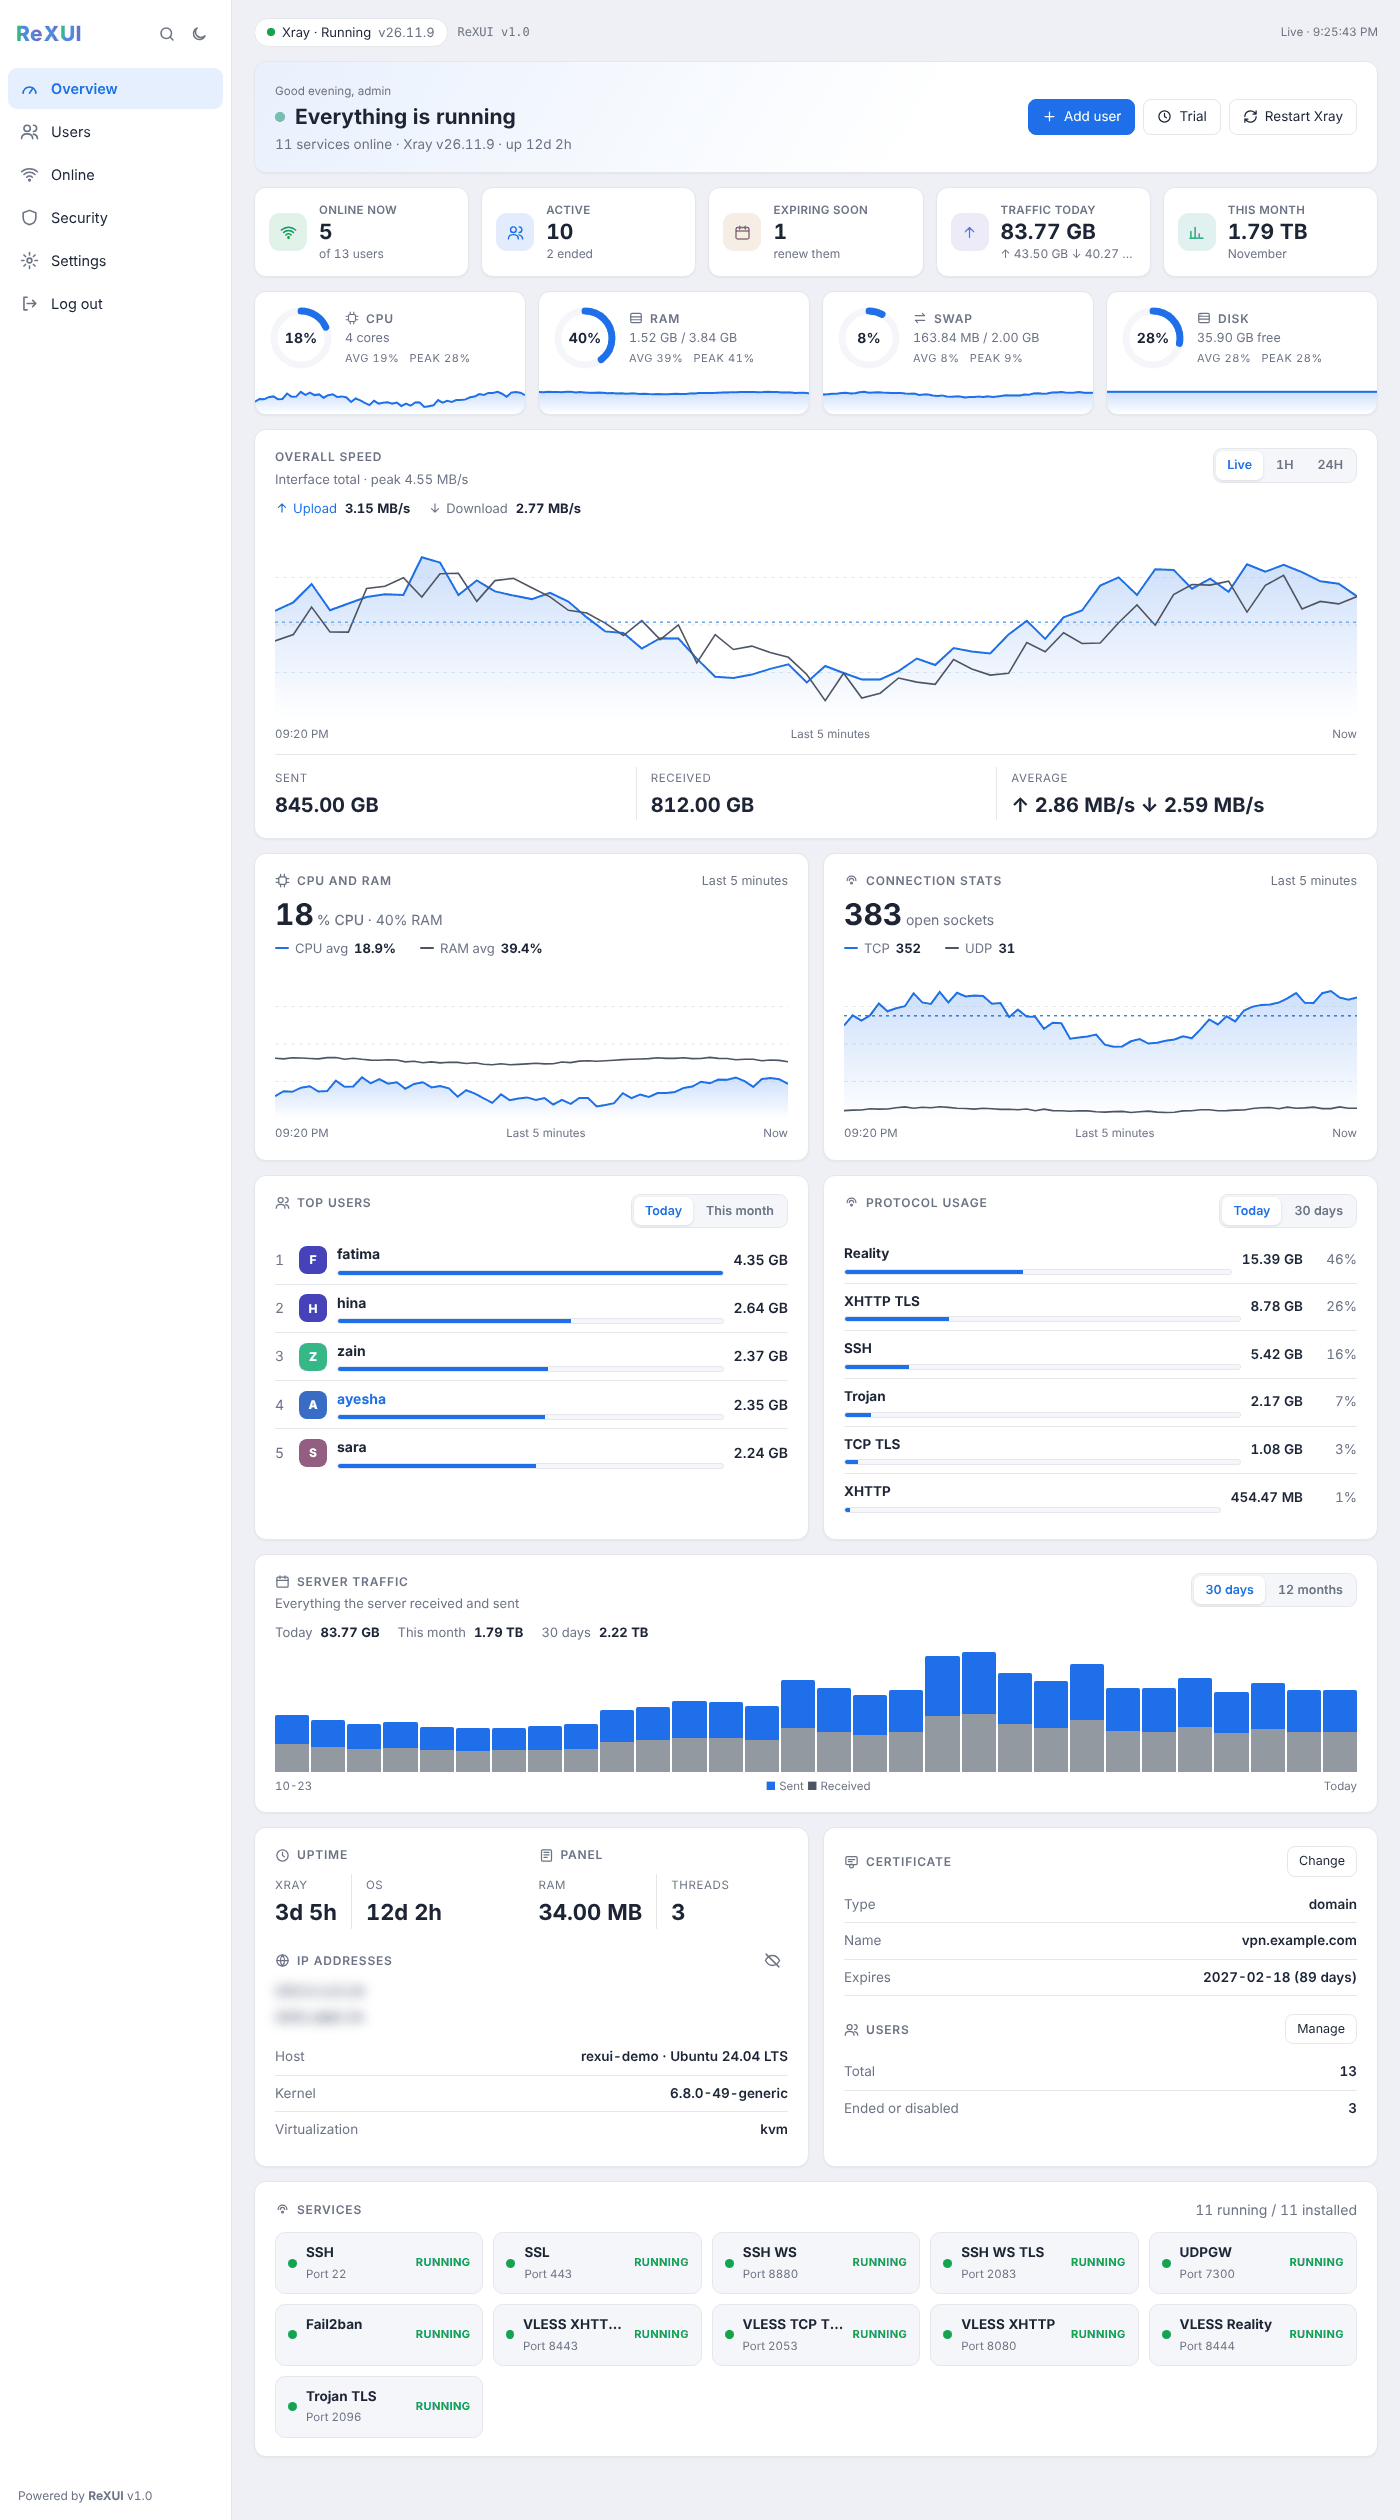 ReXUI
Overview
Users
Online
Security
Settings
Log out
Powered by ReXUI v1.0
Xray · Running v26.11.9 ReXUI v1.0
Live · 9:25:43 PM
Good evening, admin
Everything is running
11 services online · Xray v26.11.9 · up 12d 2h
Add user
Trial
Restart Xray
ONLINE NOW
5
of 13 users
ACTIVE
10
2 ended
EXPIRING SOON
1
renew them
TRAFFIC TODAY
83.77 GB
↑ 43.50 GB ↓ 40.27 ...
THIS MONTH
1.79 TB
November
18%
CPU
4 cores
AVG 19% PEAK 28%
40%
RAM
1.52 GB / 3.84 GB
AVG 39% PEAK 41%
8%
SWAP
163.84 MB / 2.00 GB
AVG 8% PEAK 9%
28%
DISK
35.90 GB free
AVG 28% PEAK 28%
OVERALL SPEED
Interface total · peak 4.55 MB/s
↑ Upload 3.15 MB/s ↓ Download 2.77 MB/s
Live 1H 24H
09:20 PM Last 5 minutes Now
SENT
845.00 GB
RECEIVED
812.00 GB
AVERAGE
↑ 2.86 MB/s ↓ 2.59 MB/s
CPU AND RAM Last 5 minutes
18 % CPU · 40% RAM
CPU avg 18.9% RAM avg 39.4%
09:20 PM Last 5 minutes Now
CONNECTION STATS Last 5 minutes
383 open sockets
TCP 352 UDP 31
09:20 PM Last 5 minutes Now
TOP USERS Today This month
1 F fatima 4.35 GB
2 H hina 2.64 GB
3 Z zain 2.37 GB
4 A ayesha 2.35 GB
5 S sara 2.24 GB
PROTOCOL USAGE Today 30 days
Reality 15.39 GB 46%
XHTTP TLS 8.78 GB 26%
SSH 5.42 GB 16%
Trojan 2.17 GB 7%
TCP TLS 1.08 GB 3%
XHTTP 454.47 MB 1%
SERVER TRAFFIC
Everything the server received and sent
30 days 12 months
Today 83.77 GB This month 1.79 TB 30 days 2.22 TB
10-23 Sent Received Today
UPTIME
XRAY OS
3d 5h 12d 2h
PANEL
RAM THREADS
34.00 MB 3
IP ADDRESSES
Host rexui-demo · Ubuntu 24.04 LTS
Kernel 6.8.0-49-generic
Virtualization kvm
CERTIFICATE Change
Type domain
Name vpn.example.com
Expires 2027-02-18 (89 days)
USERS Manage
Total 13
Ended or disabled 3
SERVICES 11 running / 11 installed
SSH
Port 22
RUNNING
SSL
Port 443
RUNNING
SSH WS
Port 8880
RUNNING
SSH WS TLS
Port 2083
RUNNING
UDPGW
Port 7300
RUNNING
Fail2ban
RUNNING
VLESS XHTT...
Port 8443
RUNNING
VLESS TCP T...
Port 2053
RUNNING
VLESS XHTTP
Port 8080
RUNNING
VLESS Reality
Port 8444
RUNNING
Trojan TLS
Port 2096
RUNNING